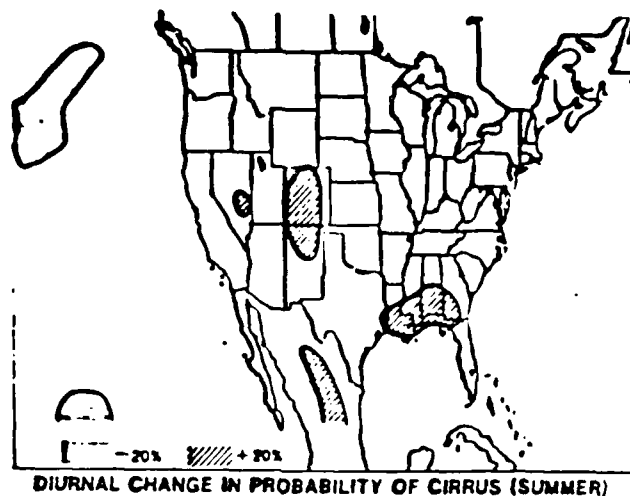 -20% +20%
DIURNAL CHANGE IN PROBABILITY OF CIRRUS (SUMMER)